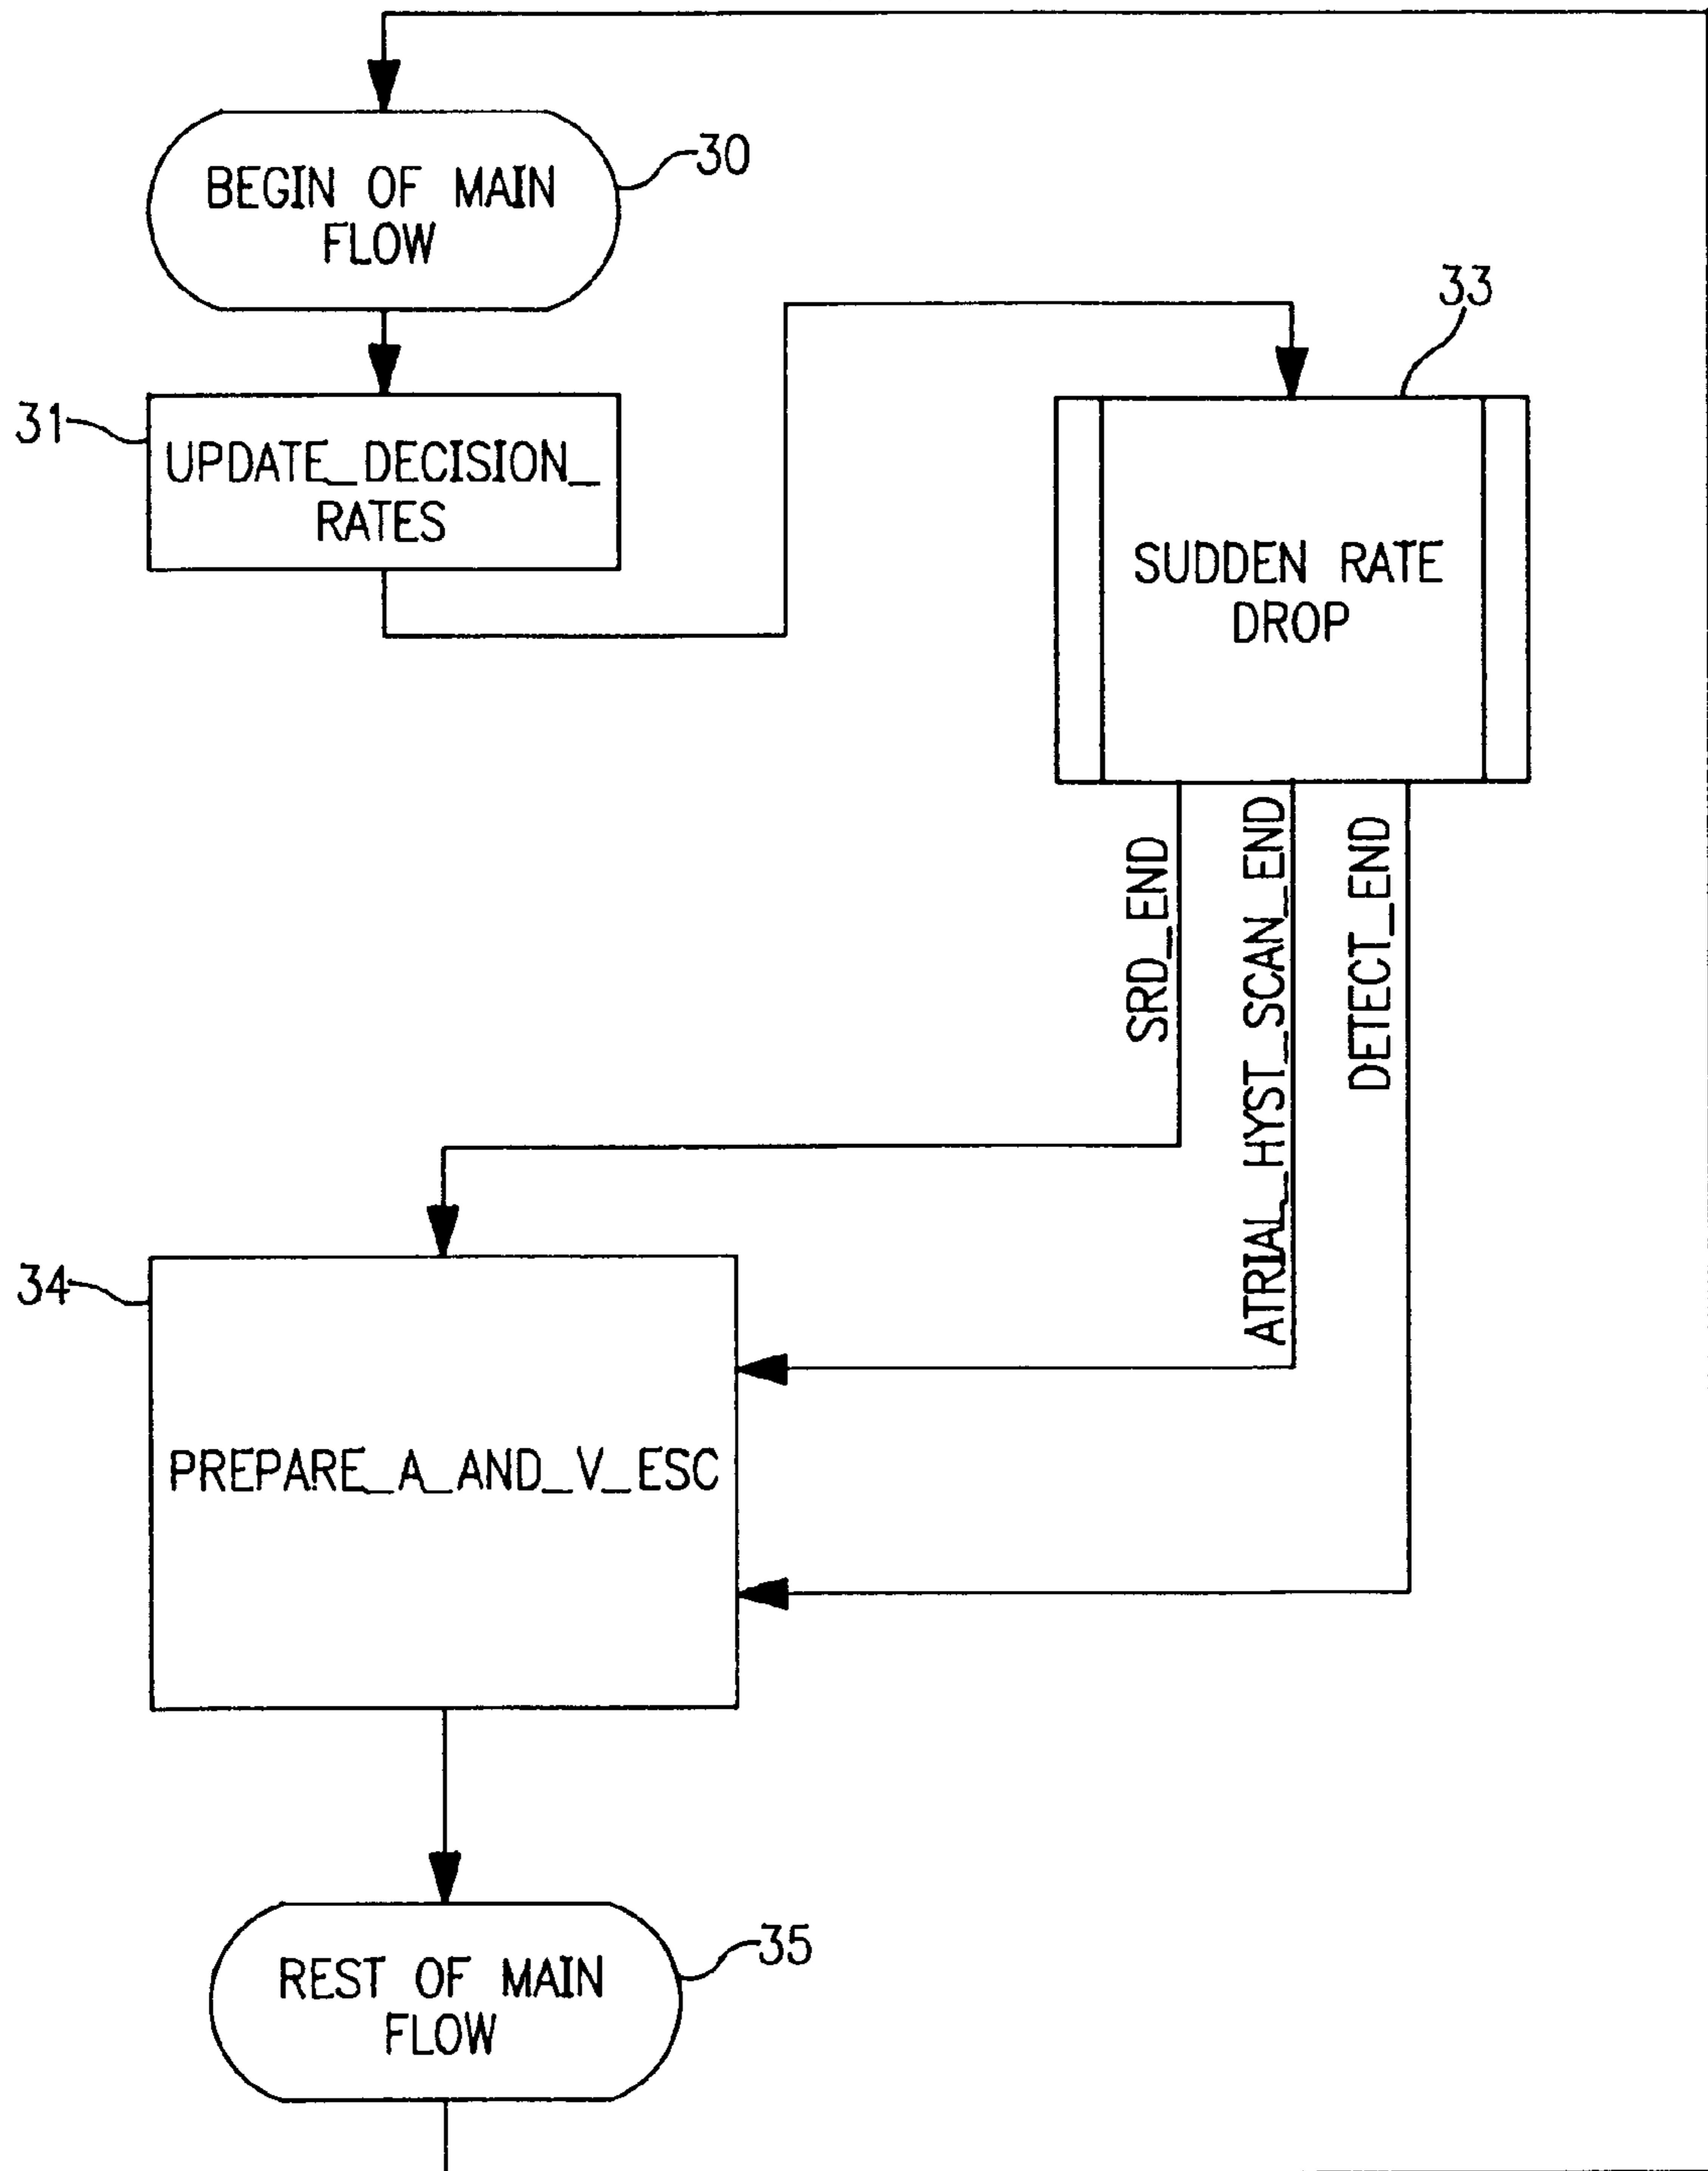 BEGIN OF MAIN
FLOW
30
31
UPDATE_DECISION_
RATES
33
SUDDEN RATE
DROP
SRD_END
ATRIAL_HYST_SCAN_END
DETECT_END
34
PREPARE_A_AND_V_ESC
35
REST OF MAIN
FLOW